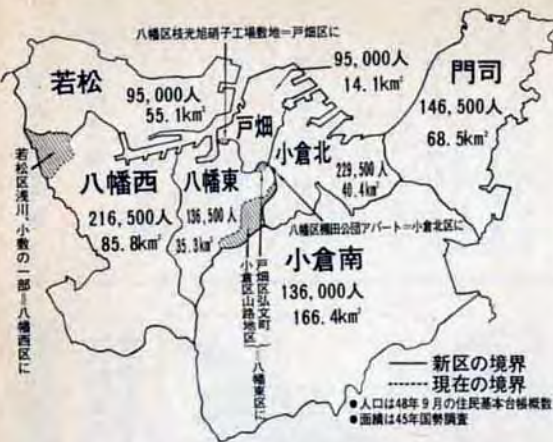 八幡区枝光旭硝子工場敷地=戸畑区に
若松
95,000人
55.1km²
戸畑
95,000人
14.1km²
門司
146,500人
68.5km²
小倉北
229,500人
40.4km²
八幡西
216,500人
85.8km²
八幡東
136,500人
35.3km²
若松区浅川、小敷の一部=八幡西区に
八幡区 公団アパート=小倉北区に
戸畑区弘文町
小倉区山路地区
=八幡東区に
小倉南
136,000人
166.4km²
新区の境界
現在の境界
●人口は48年9月の住民基本台帳概数
●面積は45年国勢調査